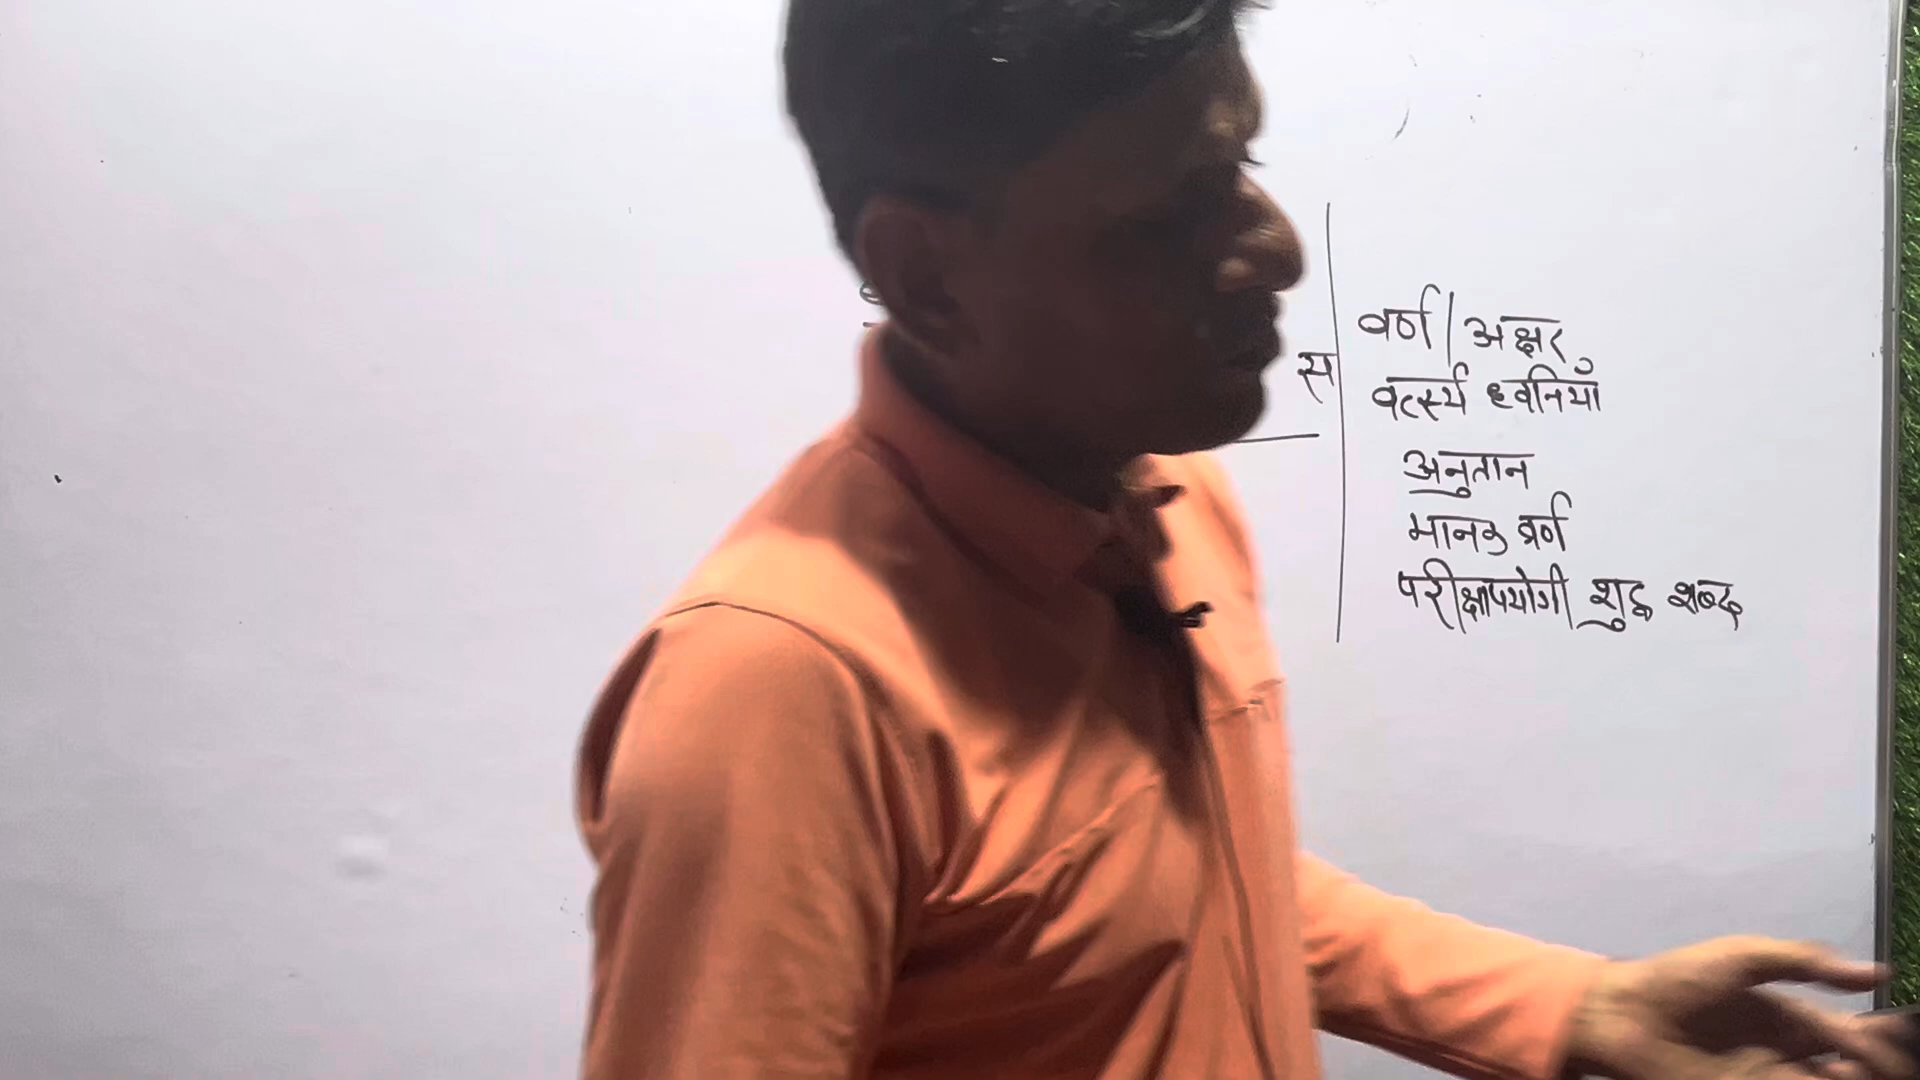 वर्ण/अक्षर
स
वर्त्स्य ध्वनियाँ
अनुतान
मानक वर्ण
परीक्षापयोगी शुद्ध शब्द